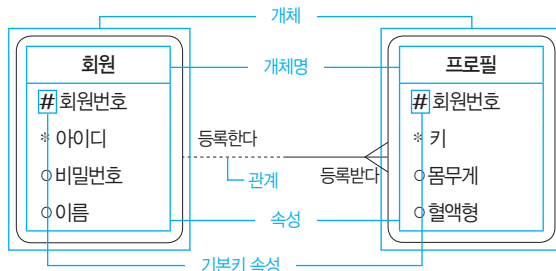 개체
회원
개체명
프로필
# 회원번호
* 아이디
등록한다
o 비밀번호
관계
등록받다
o 이름
속성
# 회원번호
* 키
o 몸무게
o 혈액형
기본키 속성